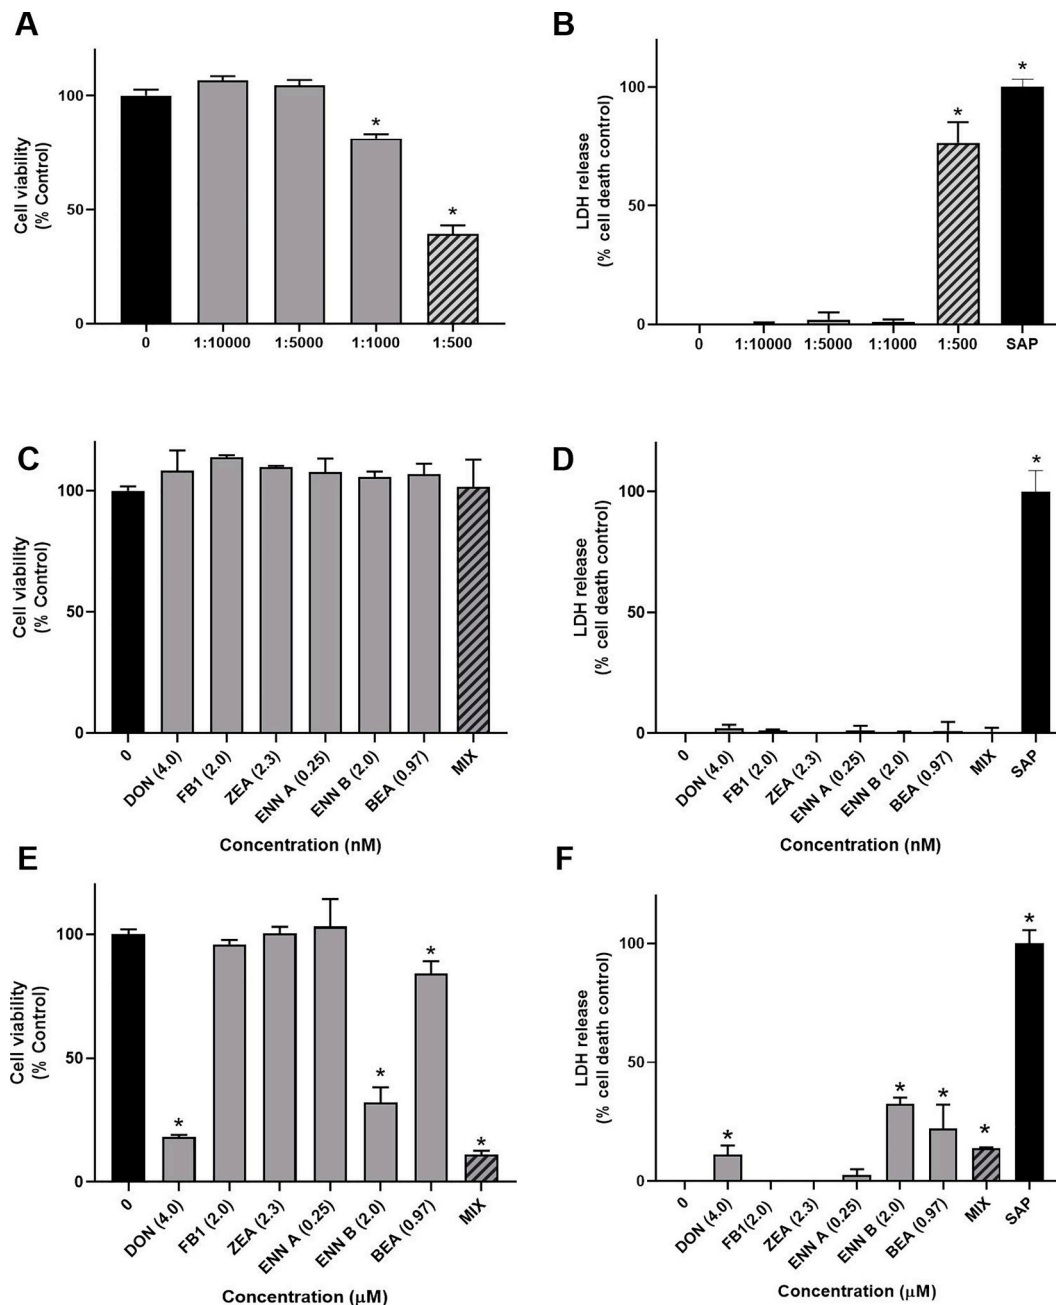 A
Cell viability
(% Control)
100
50
0
*
*
0 1:10000 1:5000 1:1000 1:500
B
LDH release
(% cell death control)
100
50
0
*
*
0 1:10000 1:5000 1:1000 1:500 SAP
C
Cell viability
(% Control)
100
50
0
0 DON (4.0) FB1 (2.0) ZEA (2.3) ENN A (0.25) ENN B (2.0) BEA (0.97) MIX
Concentration (nM)
D
LDH release
(% cell death control)
100
50
0
*
0 DON (4.0) FB1 (2.0) ZEA (2.3) ENN A (0.25) ENN B (2.0) BEA (0.97) MIX SAP
Concentration (nM)
E
Cell viability
(% Control)
100
50
0
*
*
*
*
0 DON (4.0) FB1 (2.0) ZEA (2.3) ENN A (0.25) ENN B (2.0) BEA (0.97) MIX
Concentration (μM)
F
LDH release
(% cell death control)
100
50
0
*
*
*
*
*
0 DON (4.0) FB1(2.0) ZEA (2.3) ENN A (0.25) ENN B (2.0) BEA (0.97) MIX SAP
Concentration (μM)